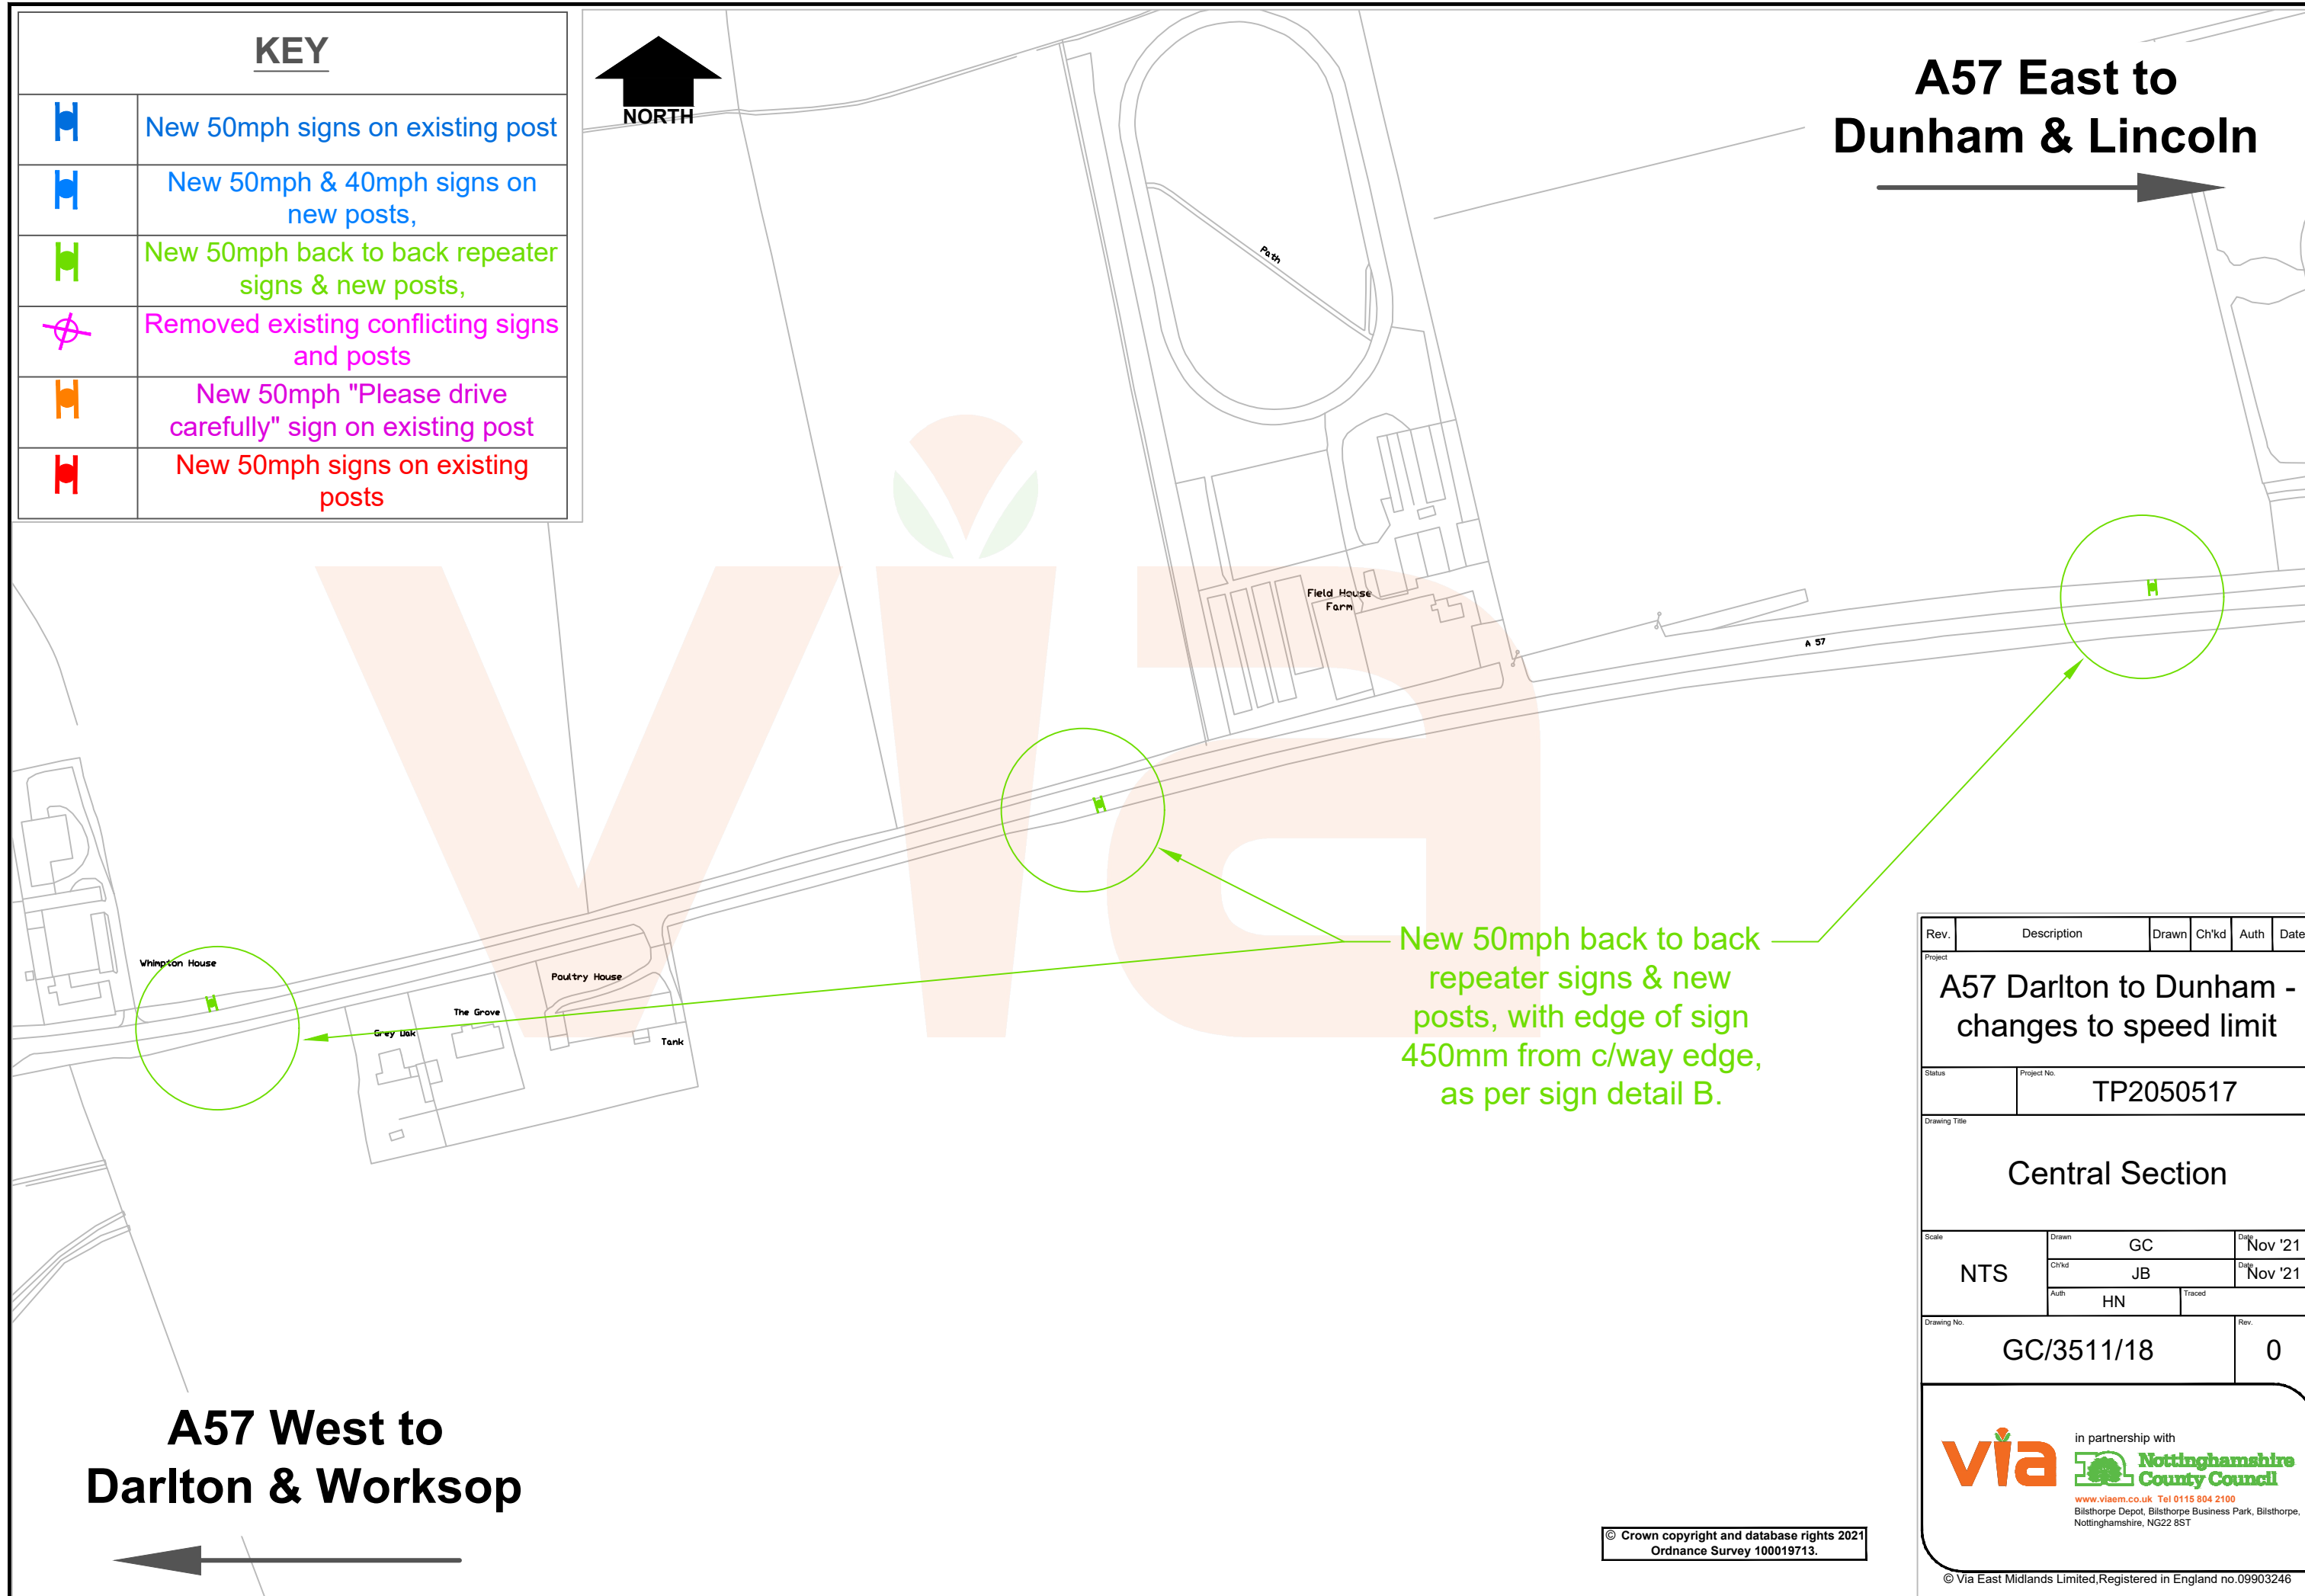 KEY
New 50mph signs on existing post
New 50mph & 40mph signs on
new posts,
New 50mph back to back repeater
signs & new posts,
Removed existing conflicting signs
and posts
New 50mph "Please drive
carefully" sign on existing post
New 50mph signs on existing
posts
NORTH
A57 East to
Dunham & Lincoln
Path
Field House
Farm
A 57
Whimpton House
Poultry House
The Grove
Grey Oak
Tank
New 50mph back to back
repeater signs & new
posts, with edge of sign
450mm from c/way edge,
as per sign detail B.
A57 West to
Darlton & Worksop
via
© Crown copyright and database rights 2021
Ordnance Survey 100019713.
Rev. Description Drawn Ch'kd Auth Date
Project
A57 Darlton to Dunham -
changes to speed limit
Status Project No.
TP2050517
Drawing Title
Central Section
Scale Drawn GC Date Nov '21
NTS Ch'kd JB Date Nov '21
Auth HN Traced
Drawing No. Rev.
GC/3511/18 0
via
in partnership with
Nottinghamshire
County Council
www.viaem.co.uk Tel 0115 804 2100
Bilsthorpe Depot, Bilsthorpe Business Park, Bilsthorpe,
Nottinghamshire, NG22 8ST
© Via East Midlands Limited,Registered in England no.09903246